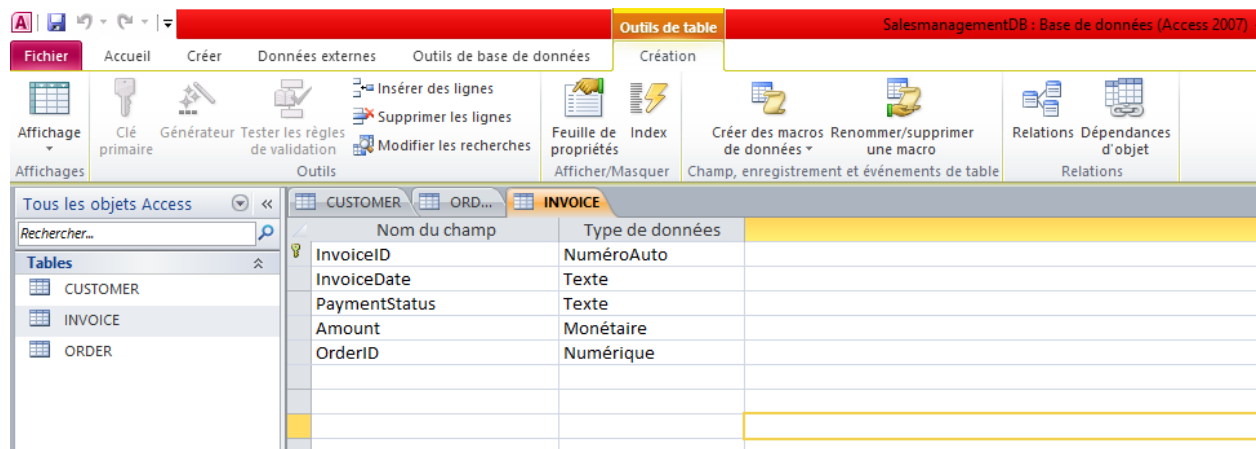 Outils de table
SalesmanagementDB : Base de données (Access 2007)
Fichier Accueil Créer Données externes Outils de base de données Création
Affichage
Clé primaire
Générateur
Tester les règles de validation
Insérer des lignes
Supprimer les lignes
Modifier les recherches
Feuille de propriétés
Index
Créer des macros de données
Renommer/supprimer une macro
Relations
Dépendances d'objet
Affichages Outils Afficher/Masquer Champ, enregistrement et événements de table Relations
Tous les objets Access
Rechercher...
Tables
CUSTOMER
INVOICE
ORDER
CUSTOMER ORD... INVOICE
Nom du champ Type de données
InvoiceID NuméroAuto
InvoiceDate Texte
PaymentStatus Texte
Amount Monétaire
OrderID Numérique